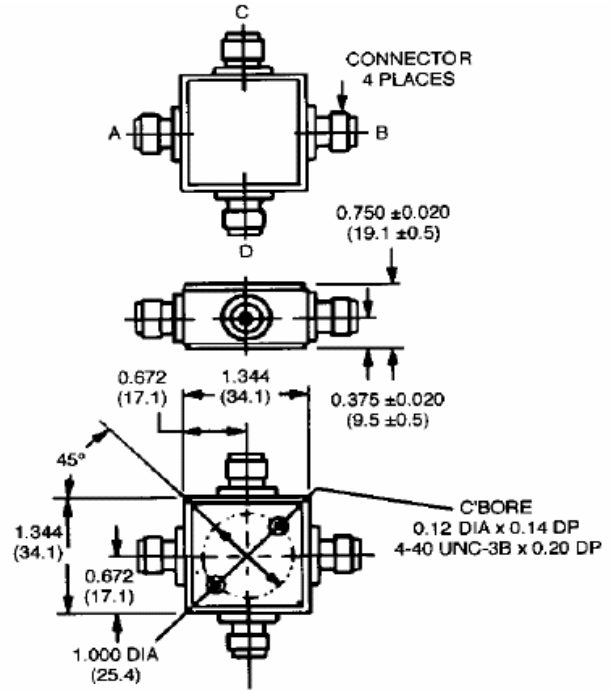 C
CONNECTOR
4 PLACES
A
B
D
0.750 ±0.020
(19.1 ±0.5)
0.672
(17.1)
1.344
(34.1)
0.375 ±0.020
(9.5 ±0.5)
45°
C'BORE
0.12 DIA x 0.14 DP
4-40 UNC-3B x 0.20 DP
1.344
(34.1)
0.672
(17.1)
1.000 DIA
(25.4)